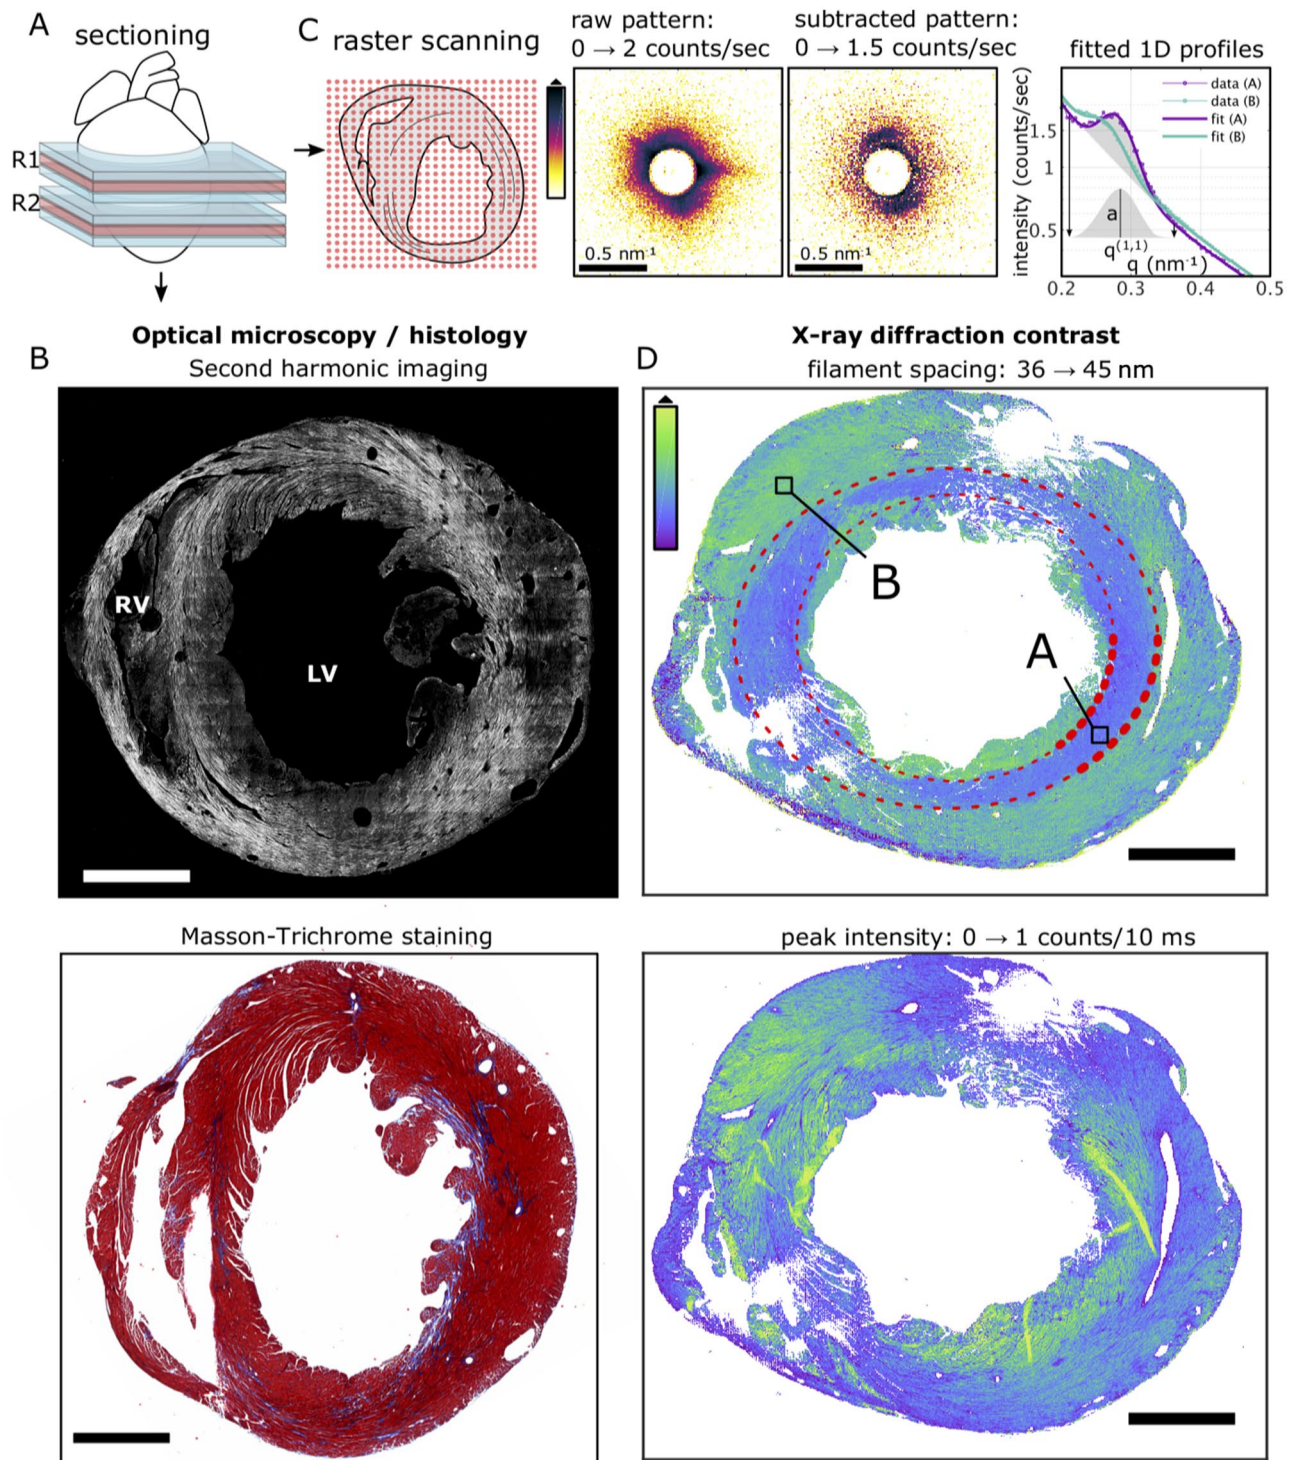 A
sectioning
R1
R2
C
raster scanning
raw pattern:
0 → 2 counts/sec
0.5 nm⁻¹
subtracted pattern:
0 → 1.5 counts/sec
0.5 nm⁻¹
fitted 1D profiles
data (A)
data (B)
fit (A)
fit (B)
intensity (counts/sec)
1.5
1
0.5
a
q⁽¹,¹⁾
q (nm⁻¹)
0.2 0.3 0.4 0.5
B
Optical microscopy / histology
Second harmonic imaging
RV
LV
Masson-Trichrome staining
D
X-ray diffraction contrast
filament spacing: 36 → 45 nm
B
A
peak intensity: 0 → 1 counts/10 ms